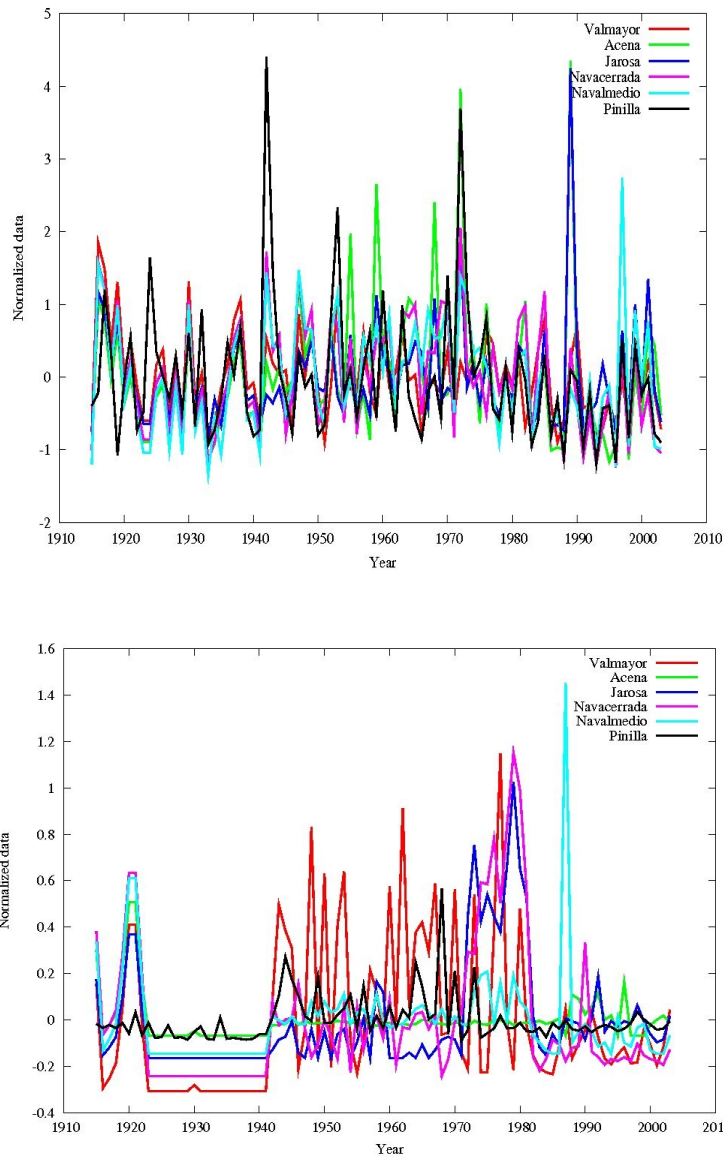 5
4
3
2
1
0
-1
-2
Normalized data
Valmayor
Acena
Jarosa
Navacerrada
Navalmedio
Pinilla
1910 1920 1930 1940 1950 1960 1970 1980 1990 2000 2010
Year
1.6
1.4
1.2
1
0.8
0.6
0.4
0.2
0
-0.2
-0.4
Normalized data
Valmayor
Acena
Jarosa
Navacerrada
Navalmedio
Pinilla
1910 1920 1930 1940 1950 1960 1970 1980 1990 2000 201
Year